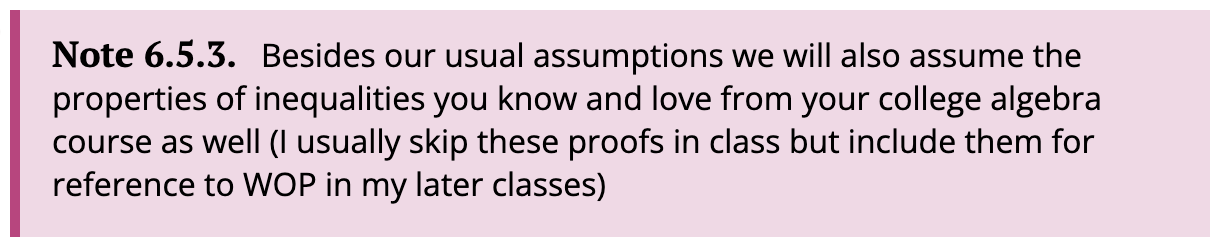 Note 6.5.3. Besides our usual assumptions we will also assume the
properties of inequalities you know and love from your college algebra
course as well (I usually skip these proofs in class but include them for
reference to WOP in my later classes)